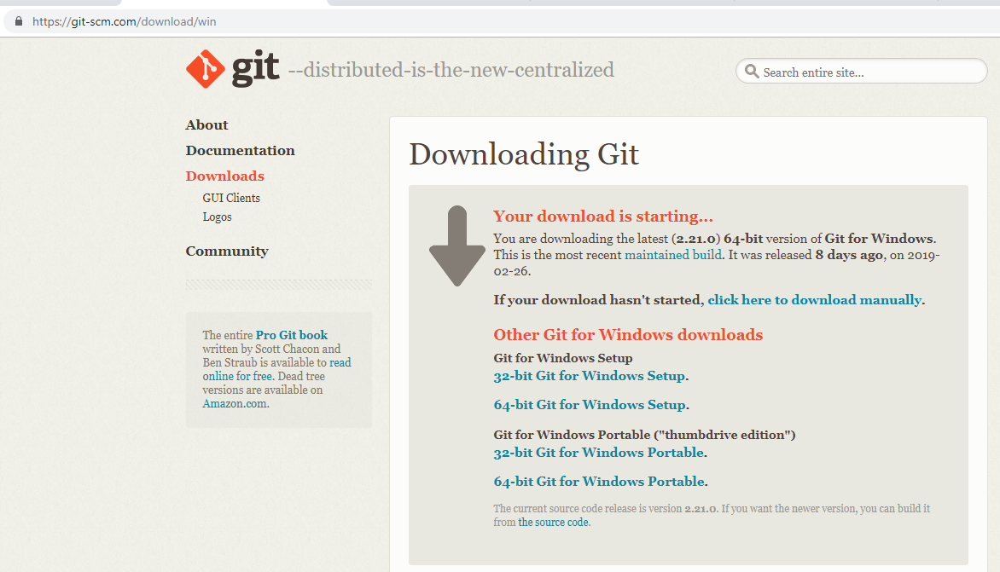 https://git-scm.com/download/win
git --distributed-is-the-new-centralized
Search entire site...
About
Documentation
Downloads
GUI Clients
Logos
Community
The entire Pro Git book
written by Scott Chacon and
Ben Straub is available to read
online for free. Dead tree
versions are available on
Amazon.com.
Downloading Git
Your download is starting...
You are downloading the latest (2.21.0) 64-bit version of Git for Windows.
This is the most recent maintained build. It was released 8 days ago, on 2019-
02-26.
If your download hasn't started, click here to download manually.
Other Git for Windows downloads
Git for Windows Setup
32-bit Git for Windows Setup.
64-bit Git for Windows Setup.
Git for Windows Portable ("thumbdrive edition")
32-bit Git for Windows Portable.
64-bit Git for Windows Portable.
The current source code release is version 2.21.0. If you want the newer version, you can build it
from the source code.